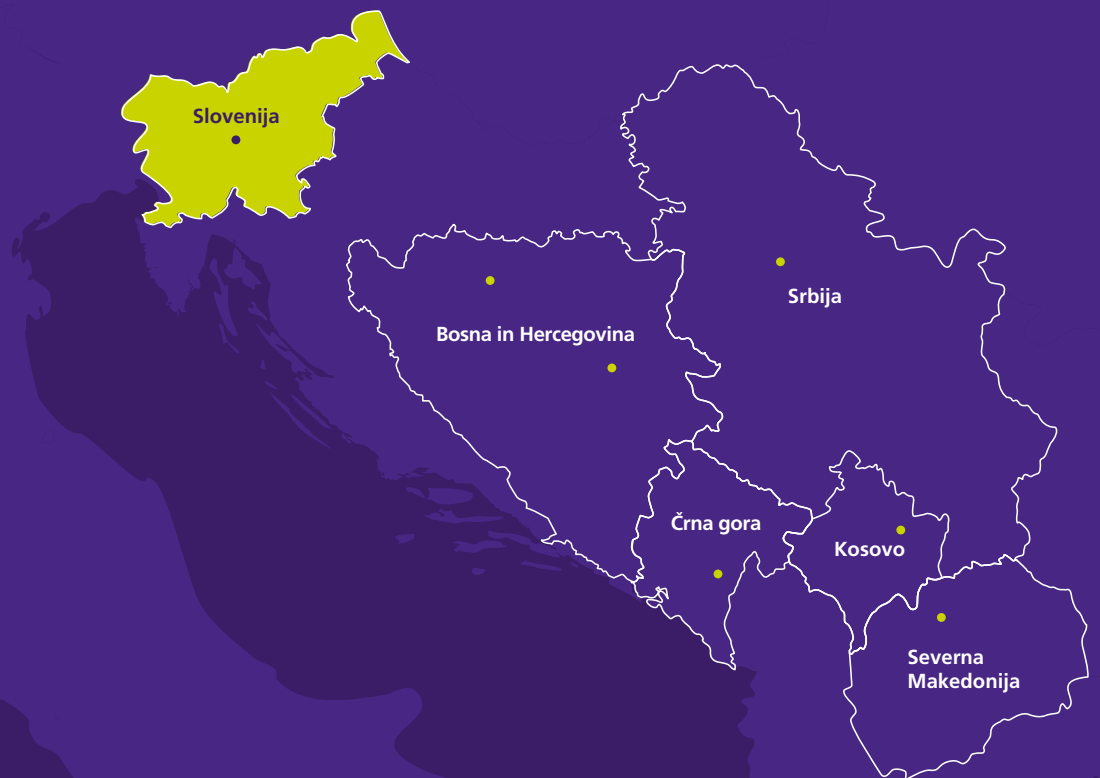 Slovenija
Srbija
Bosna in Hercegovina
Črna gora
Kosovo
Severna
Makedonija